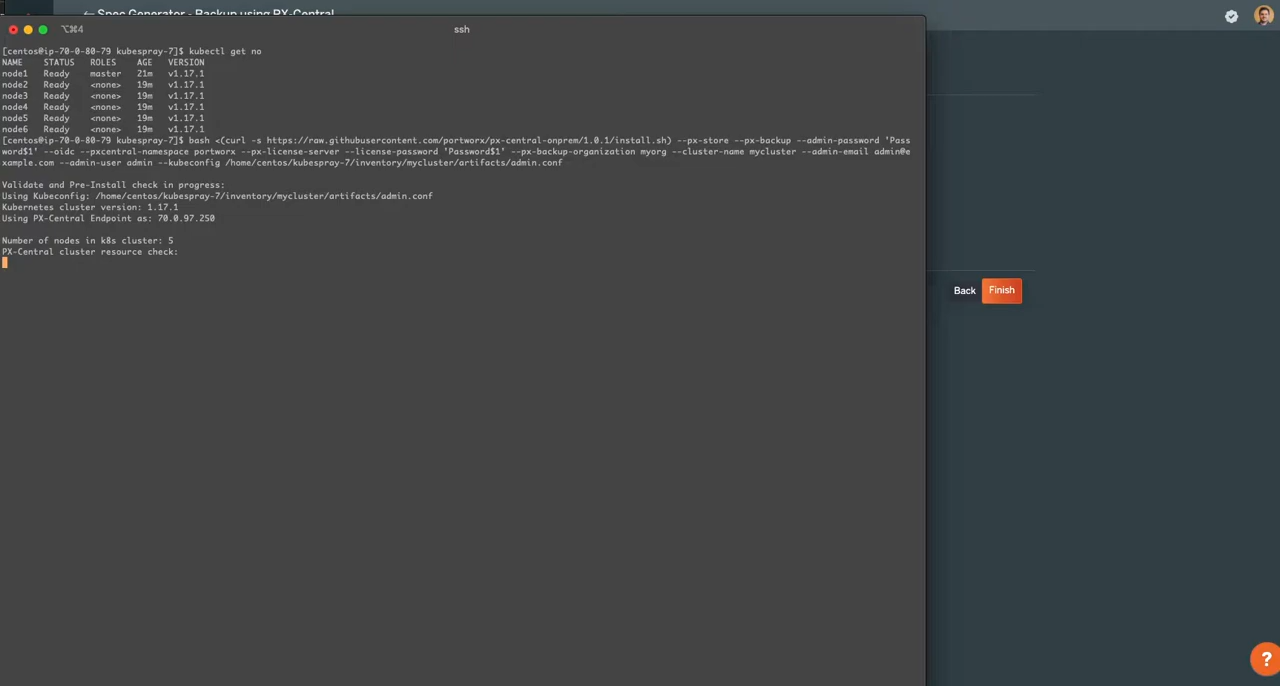 ← Spec Generator - Backup using PX-Central
⌥⌘4
ssh
[centos@ip-70-0-80-79 kubespray-7]$ kubectl get no
NAME STATUS ROLES AGE VERSION
node1 Ready master 21m v1.17.1
node2 Ready <none> 19m v1.17.1
node3 Ready <none> 19m v1.17.1
node4 Ready <none> 19m v1.17.1
node5 Ready <none> 19m v1.17.1
node6 Ready <none> 19m v1.17.1
[centos@ip-70-0-80-79 kubespray-7]$ bash <(curl -s https://raw.githubusercontent.com/portworx/px-central-onprem/1.0.1/install.sh) --px-store --px-backup --admin-password 'Pass
word$1' --oidc --pxcentral-namespace portworx --px-license-server --license-password 'Password$1' --px-backup-organization myorg --cluster-name mycluster --admin-email admin@e
xample.com --admin-user admin --kubeconfig /home/centos/kubespray-7/inventory/mycluster/artifacts/admin.conf
Validate and Pre-Install check in progress:
Using Kubeconfig: /home/centos/kubespray-7/inventory/mycluster/artifacts/admin.conf
Kubernetes cluster version: 1.17.1
Using PX-Central Endpoint as: 70.0.97.250
Number of nodes in k8s cluster: 5
PX-Central cluster resource check:
Back
Finish
?